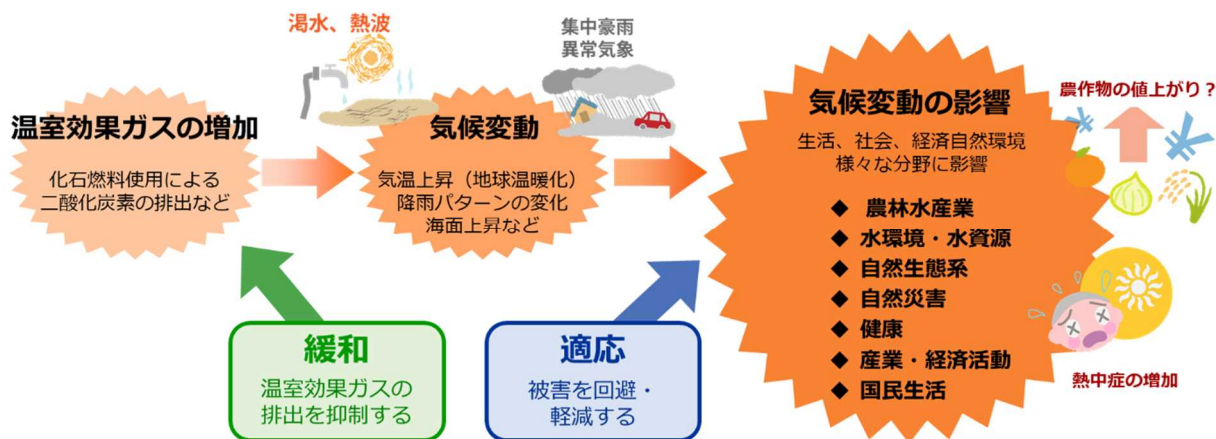 渇水、熱波
集中豪雨
異常気象
温室効果ガスの増加
化石燃料使用による
二酸化炭素の排出など
気候変動
気温上昇（地球温暖化）
降雨パターンの変化
海面上昇など
気候変動の影響
生活、社会、経済自然環境
様々な分野に影響
◆ 農林水産業
◆ 水環境・水資源
◆ 自然生態系
◆ 自然災害
◆ 健康
◆ 産業・経済活動
◆ 国民生活
農作物の値上がり？
¥
¥
熱中症の増加
緩和
温室効果ガスの
排出を抑制する
適応
被害を回避・
軽減する